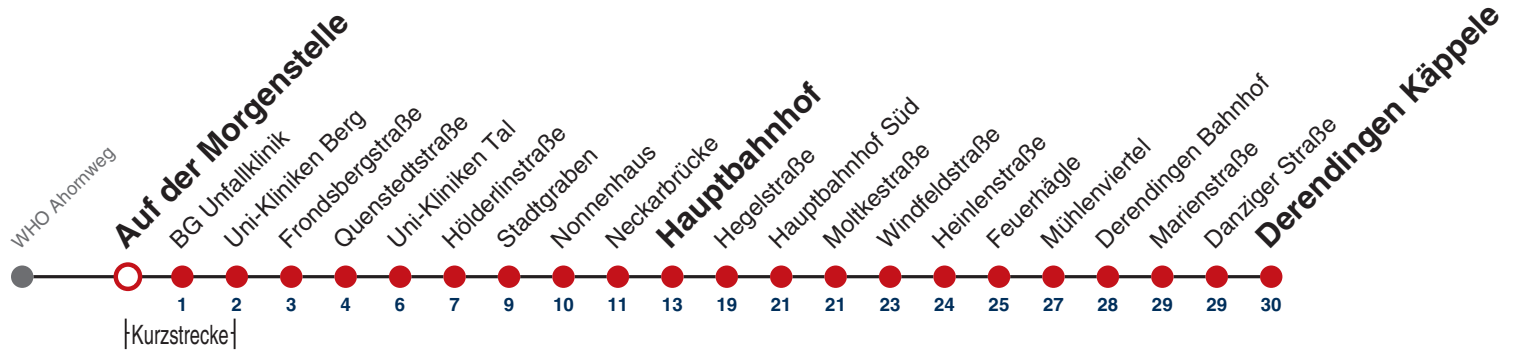 WHO Ahornweg
Auf der Morgenstelle
BG Unfallklinik
Uni-Kliniken Berg
Frondsbergstraße
Quenstedtstraße
Uni-Kliniken Tal
Hölderlinstraße
Stadtgraben
Nonnenhaus
Neckarbrücke
Hauptbahnhof
Hegelstraße
Hauptbahnhof Süd
Moltkestraße
Windfeldstraße
Heinlenstraße
Feuerhägle
Mühlenviertel
Derendingen Bahnhof
Marienstraße
Danziger Straße
Derendingen Käppele
1 2 3 4 6 7 9 10 11 13 19 21 21 23 24 25 27 28 29 29 30
Kurzstrecke